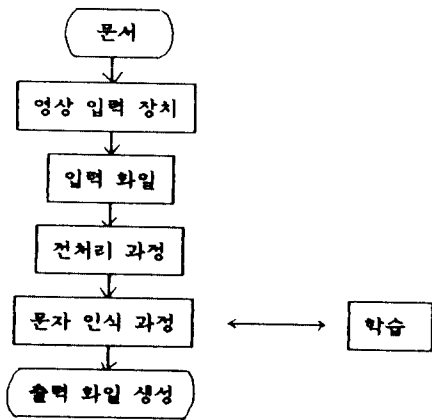 문서
영상 입력 장치
입력 화일
전처리 과정
문자 인식 과정
학습
출력 화일 생성